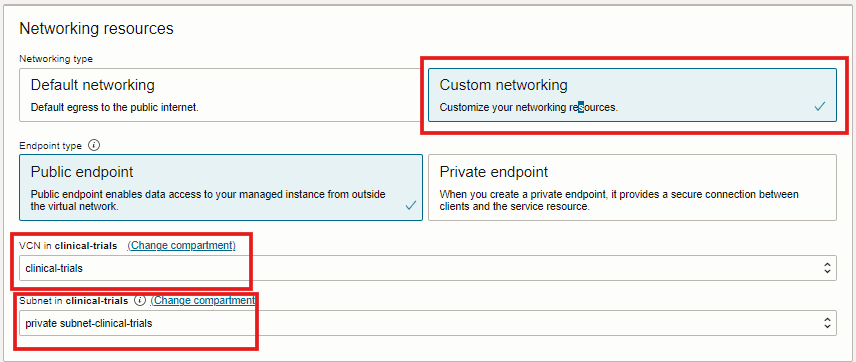 Networking resources
Networking type
Default networking
Default egress to the public internet.
Custom networking
Customize your networking resources.
Endpoint type
Public endpoint
Public endpoint enables data access to your managed instance from outside
the virtual network.
Private endpoint
When you create a private endpoint, it provides a secure connection between
clients and the service resource.
VCN in clinical-trials (Change compartment)
clinical-trials
Subnet in clinical-trials (Change compartment)
private subnet-clinical-trials